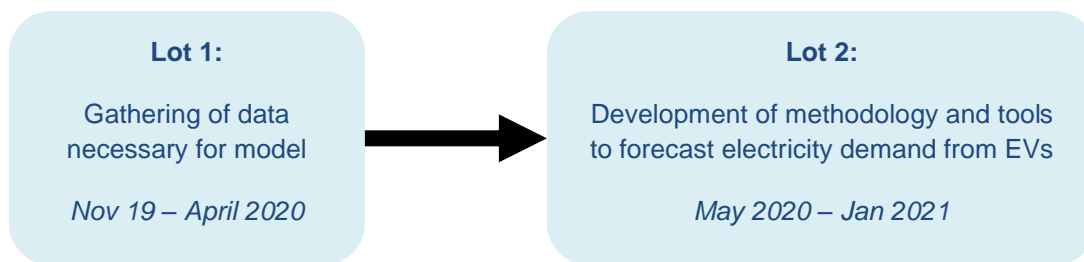 Lot 1:
Gathering of data
necessary for model
Nov 19 – April 2020
Lot 2:
Development of methodology and tools
to forecast electricity demand from EVs
May 2020 – Jan 2021